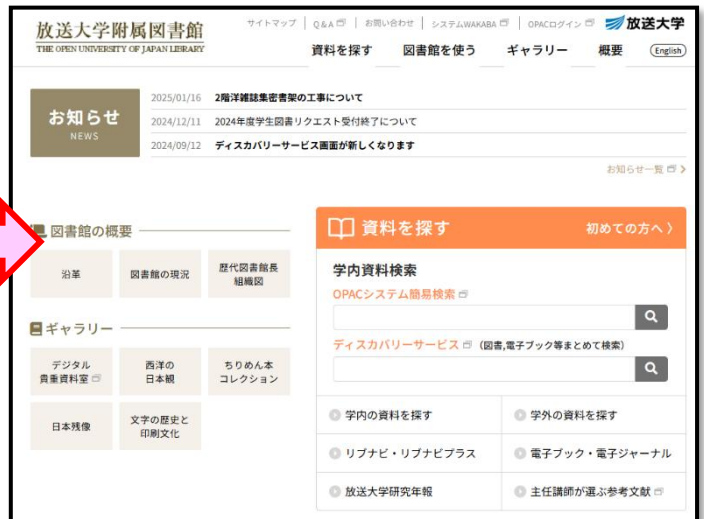 放送大学附属図書館
THE OPEN UNIVERSITY OF JAPAN LIBRARY
サイトマップ
Q&A
お問い合わせ
システムWAKABA
OPACログイン
放送大学
資料を探す
図書館を使う
ギャラリー
概要
English
お知らせ
NEWS
2025/01/16 2階洋雑誌集密書架の工事について
2024/12/11 2024年度学生図書リクエスト受付終了について
2024/09/12 ディスカバリーサービス画面が新しくなります
お知らせ一覧
図書館の概要
沿革
図書館の現況
歴代図書館長
組織図
ギャラリー
デジタル
貴重資料室
西洋の
日本観
ちりめん本
コレクション
日本残像
文字の歴史と
印刷文化
資料を探す
初めての方へ
学内資料検索
OPACシステム簡易検索
ディスカバリーサービス (図書,電子ブック等まとめて検索)
学内の資料を探す
学外の資料を探す
リブナビ・リブナビプラス
電子ブック・電子ジャーナル
放送大学研究年報
主任講師が選ぶ参考文献